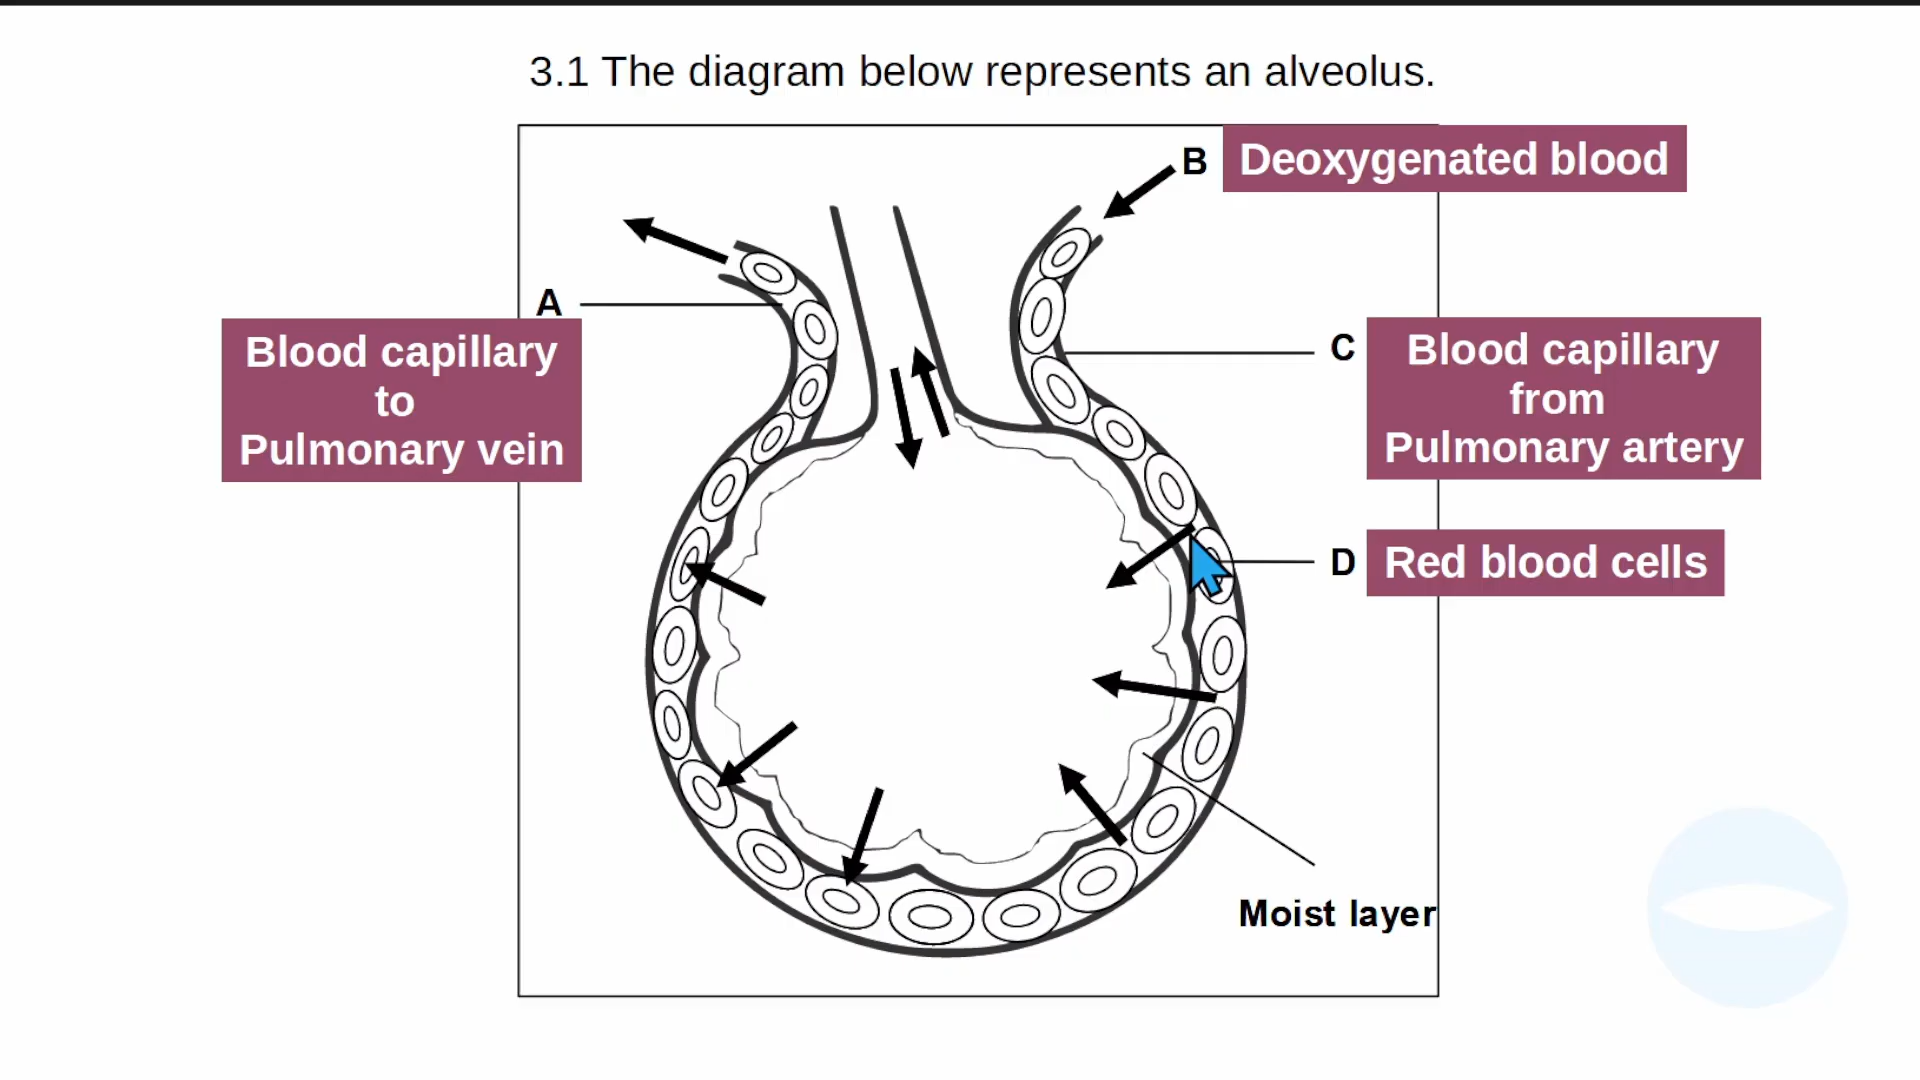 3.1 The diagram below represents an alveolus.
B
Deoxygenated blood
A
Blood capillary
to
Pulmonary vein
C
Blood capillary
from
Pulmonary artery
D
Red blood cells
Moist layer